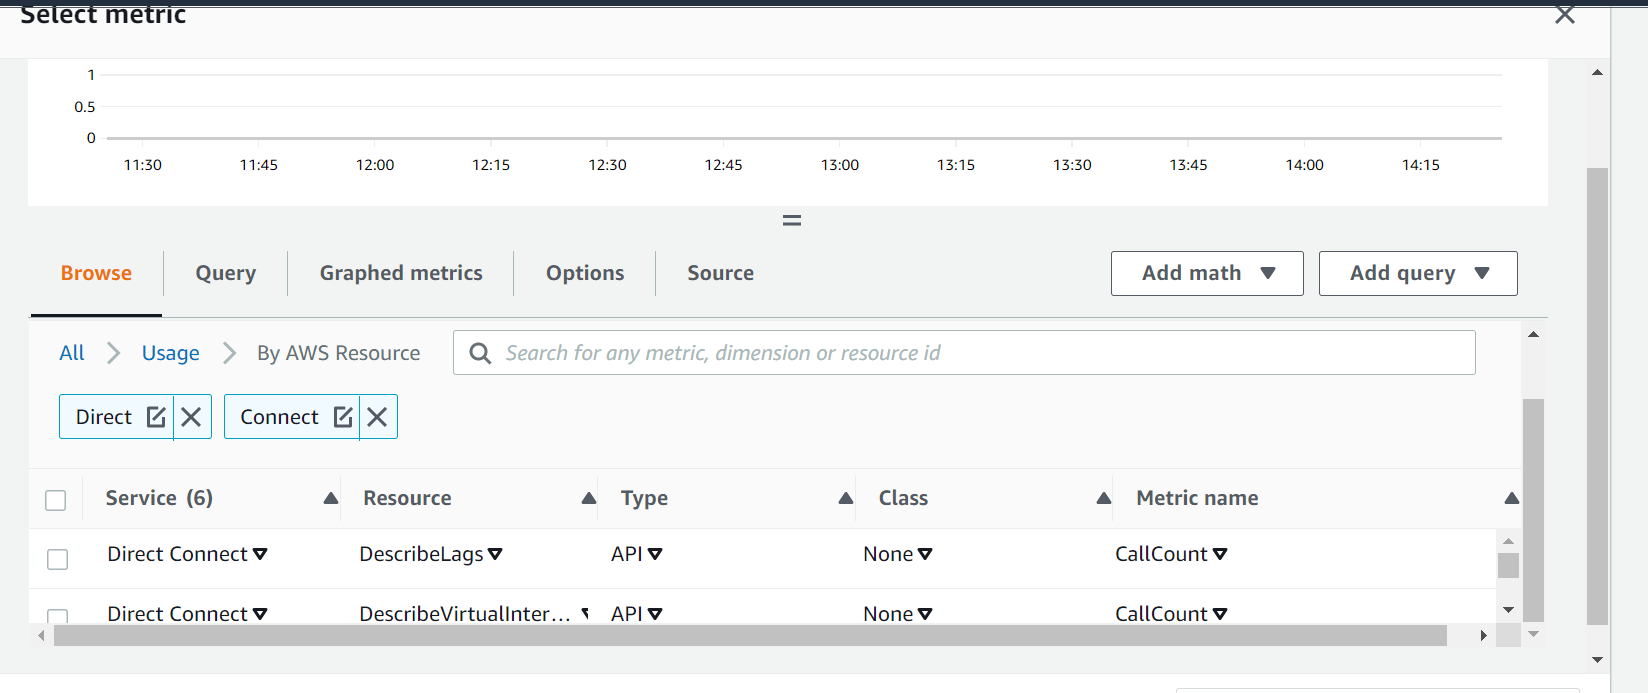 Select metric
1
0.5
0
11:30 11:45 12:00 12:15 12:30 12:45 13:00 13:15 13:30 13:45 14:00 14:15
Browse Query Graphed metrics Options Source Add math Add query
All Usage By AWS Resource Search for any metric, dimension or resource id
Direct Connect
Service (6) Resource Type Class Metric name
Direct Connect DescribeLags API None CallCount
Direct Connect DescribeVirtualInter... API None CallCount